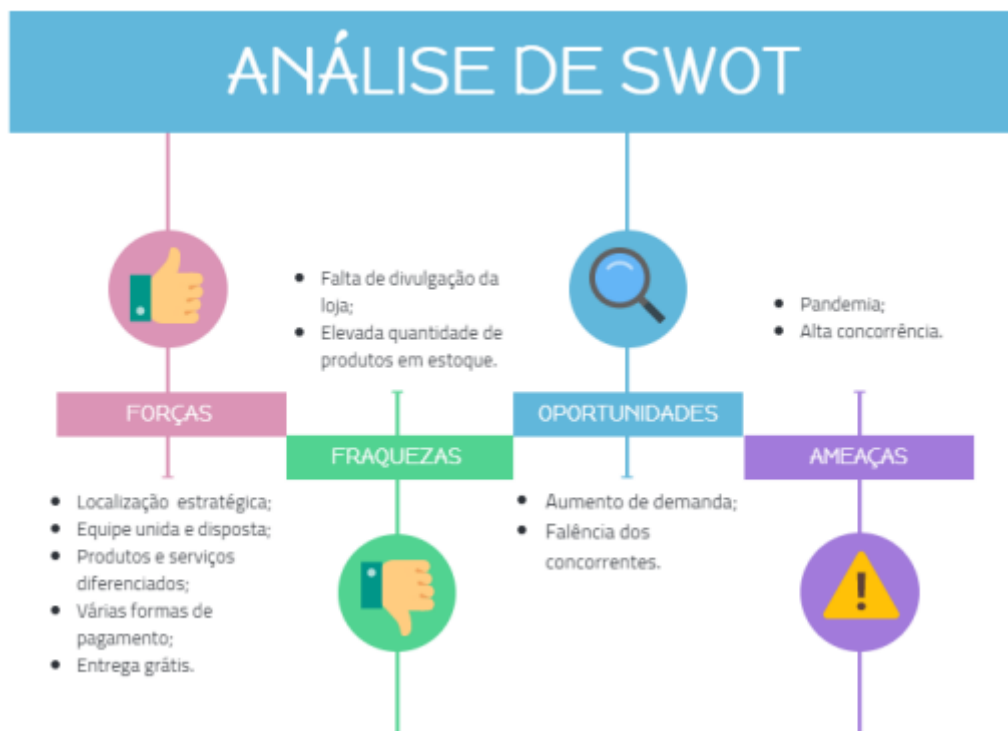 ANÁLISE DE SWOT
FORÇAS
• Localização estratégica;
• Equipe unida e disposta;
• Produtos e serviços
diferenciados;
• Várias formas de
pagamento;
• Entrega grátis.
• Falta de divulgação da
loja;
• Elevada quantidade de
produtos em estoque.
FRAQUEZAS
OPORTUNIDADES
• Aumento de demanda;
• Falência dos
concorrentes.
• Pandemia;
• Alta concorrência.
AMEAÇAS